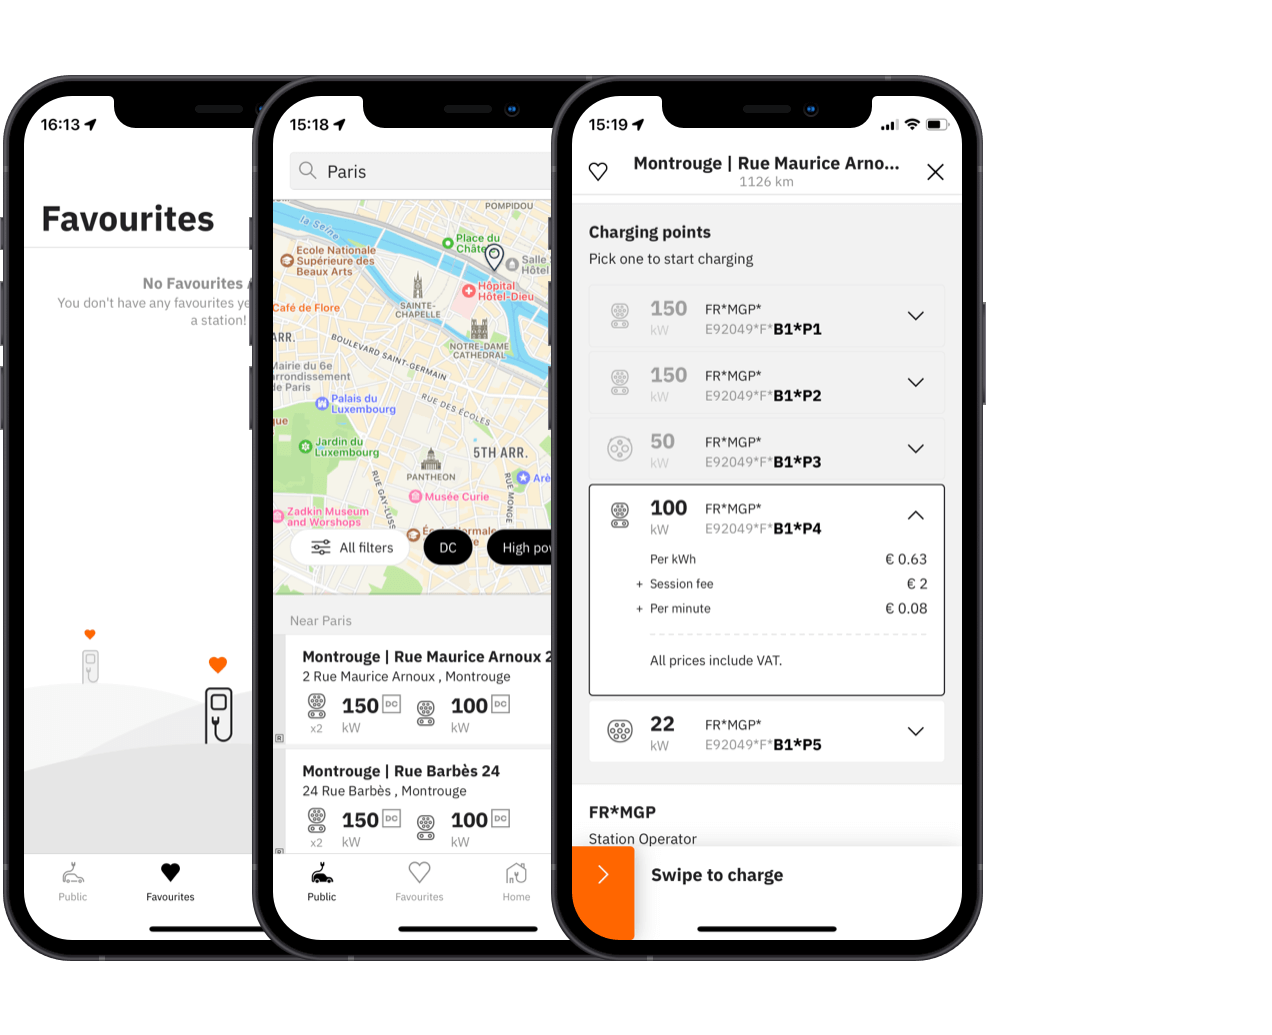 16:13
Favourites
No Favourites
You don't have any favourites ye
a station!
Public
Favourites
15:18
Paris
POMPIDOU
la Seine
Place du
Châte
Ecole Nationale
Supérieure des
Beaux Arts
Salle
Hôtel
Hôpital
Hôtel-Dieu
Café de Flore
SAINTE-
CHAPELLE
ARR.
BOULEVARD SAINT-GERMAIN
NOTRE-DAME
CATHEDRAL
Mairie du 6e
arrondissement
de Paris
Palais du
Luxembourg
RUE DES ÉCOLES
que
Jardin du
Luxembourg
5TH ARR.
PANTHEON
Arè
RUE GAY-LUSS
Musée Curie
RUE MONGE
Zadkin Museum
and Worshops
All filters
DC
High pov
Near Paris
Montrouge | Rue Maurice Arnoux 2
2 Rue Maurice Arnoux , Montrouge
150 DC 100 DC
x2 kW kW
Montrouge | Rue Barbès 24
24 Rue Barbès , Montrouge
150 DC 100 DC
x2 kW kW
Public
Favourites
Home
15:19
Montrouge | Rue Maurice Arno...
1126 km
Charging points
Pick one to start charging
150 FR*MGP*
kW E92049*F*B1*P1
150 FR*MGP*
kW E92049*F*B1*P2
50 FR*MGP*
kW E92049*F*B1*P3
100 FR*MGP*
kW E92049*F*B1*P4
Per kWh € 0.63
+ Session fee € 2
+ Per minute € 0.08
All prices include VAT.
22 FR*MGP*
kW E92049*F*B1*P5
FR*MGP
Station Operator
Swipe to charge